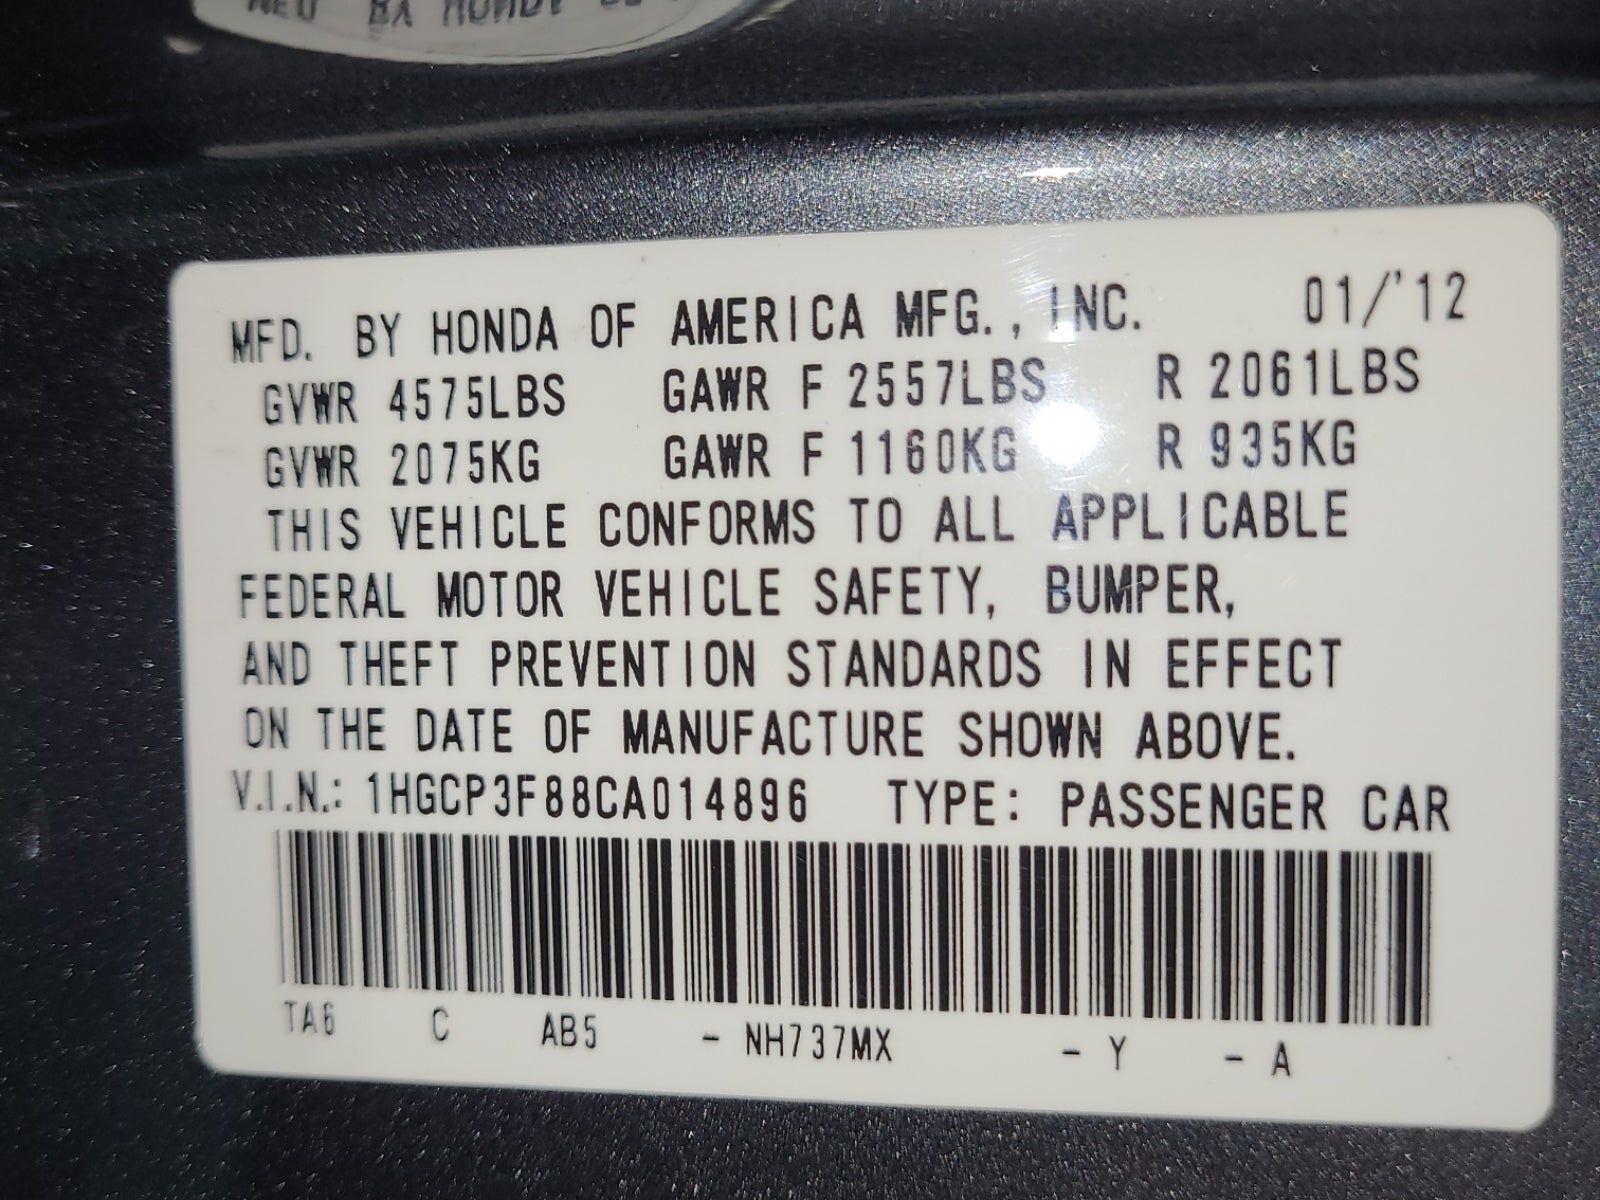 MFD. BY HONDA OF AMERICA MFG., INC. 01/'12
GVWR 4575LBS GAWR F 2557LBS R 2061LBS
GVWR 2075KG GAWR F 1160KG R 935KG
THIS VEHICLE CONFORMS TO ALL APPLICABLE
FEDERAL MOTOR VEHICLE SAFETY, BUMPER,
AND THEFT PREVENTION STANDARDS IN EFFECT
ON THE DATE OF MANUFACTURE SHOWN ABOVE.
V.I.N.: 1HGCP3F88CA014896 TYPE: PASSENGER CAR
TA6 C AB5 - NH737MX - Y - A